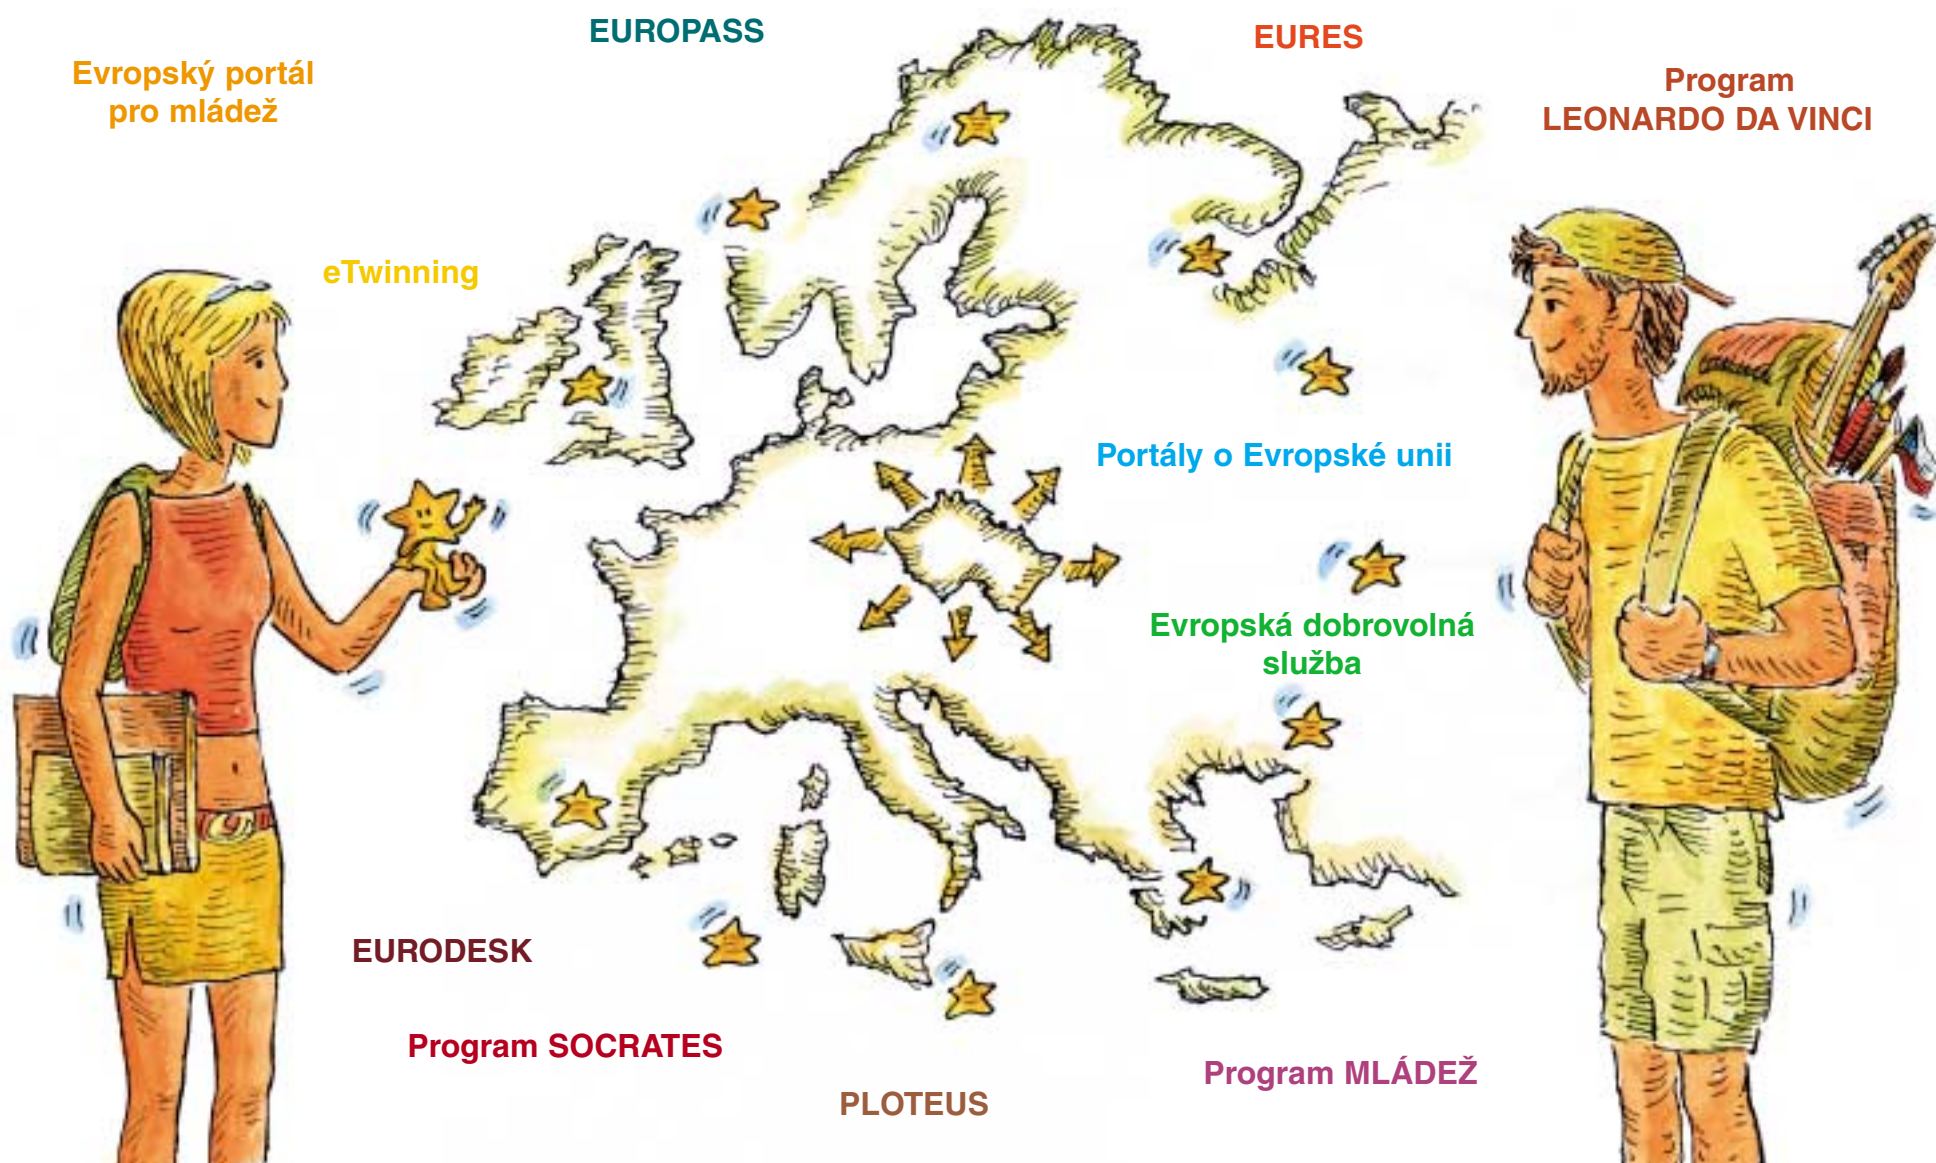 EUROPASS
EURES
Evropský portál
pro mládež
Program
LEONARDO DA VINCI
eTwinning
Portály o Evropské unii
Evropská dobrovolná
služba
EURODESK
Program SOCRATES
Program MLÁDEŽ
PLOTEUS